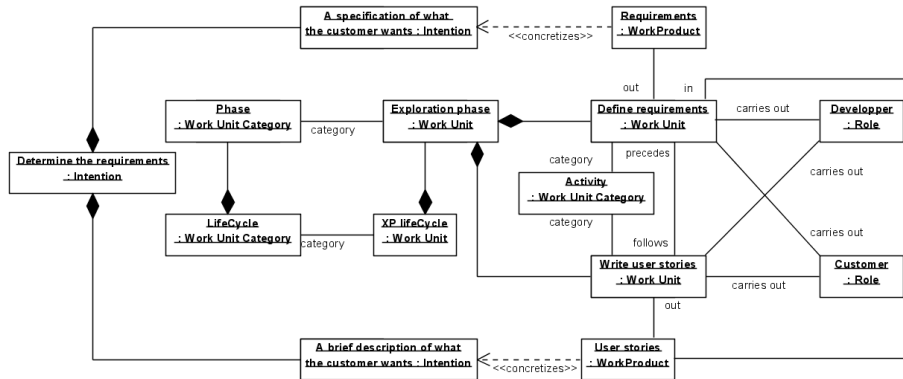 A specification of what
the customer wants : Intention
<<concretizes>>
Requirements
: WorkProduct
out
in
Phase
: Work Unit Category
category
Exploration phase
: Work Unit
Define requirements
: Work Unit
carries out
Developper
: Role
category
precedes
Determine the requirements
: Intention
Activity
: Work Unit Category
carries out
LifeCycle
: Work Unit Category
category
XP lifeCycle
: Work Unit
category
follows
carries out
Write user stories
: Work Unit
carries out
Customer
: Role
out
A brief description of what
the customer wants : Intention
<<concretizes>>
User stories
: WorkProduct